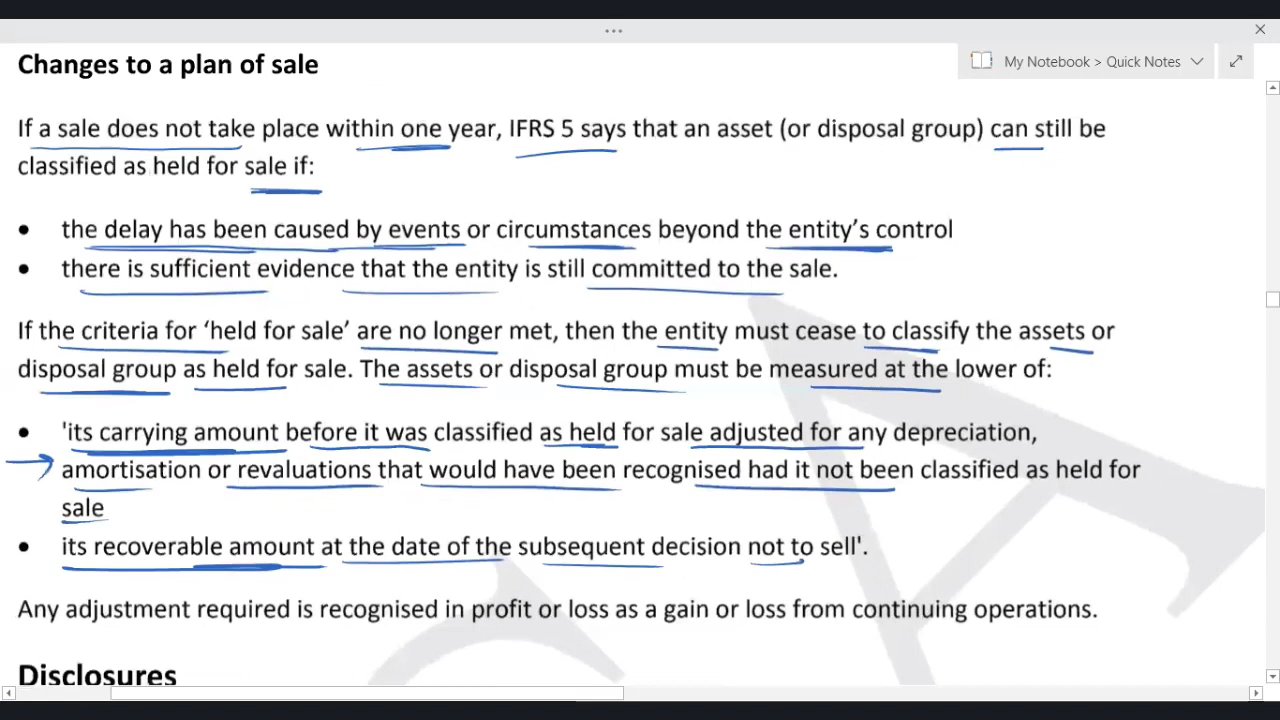 Changes to a plan of sale
My Notebook > Quick Notes
If a sale does not take place within one year, IFRS 5 says that an asset (or disposal group) can still be
classified as held for sale if:
• the delay has been caused by events or circumstances beyond the entity’s control
• there is sufficient evidence that the entity is still committed to the sale.
If the criteria for ‘held for sale’ are no longer met, then the entity must cease to classify the assets or
disposal group as held for sale. The assets or disposal group must be measured at the lower of:
• 'its carrying amount before it was classified as held for sale adjusted for any depreciation,
amortisation or revaluations that would have been recognised had it not been classified as held for
sale
• its recoverable amount at the date of the subsequent decision not to sell'.
Any adjustment required is recognised in profit or loss as a gain or loss from continuing operations.
Disclosures